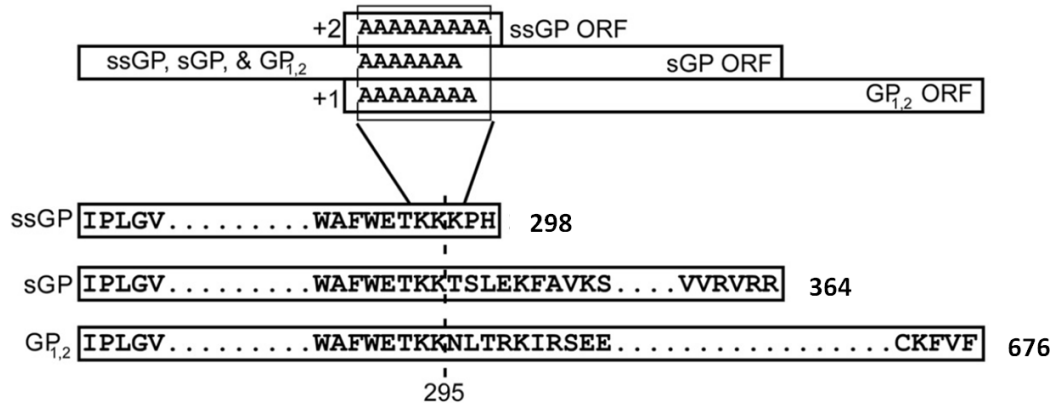 +2 AAAAAAAAA ssGP ORF
ssGP, sGP, & GP1,2 AAAAAAA sGP ORF
+1 AAAAAAAA GP1,2 ORF
ssGP IPLGV.........WAFWETKKKPH 298
sGP IPLGV.........WAFWETKKTSLEKFAVKS....VVRVRR 364
GP1,2 IPLGV.........WAFWETKKNLTRKIRSEE..................CKFVF 676
295